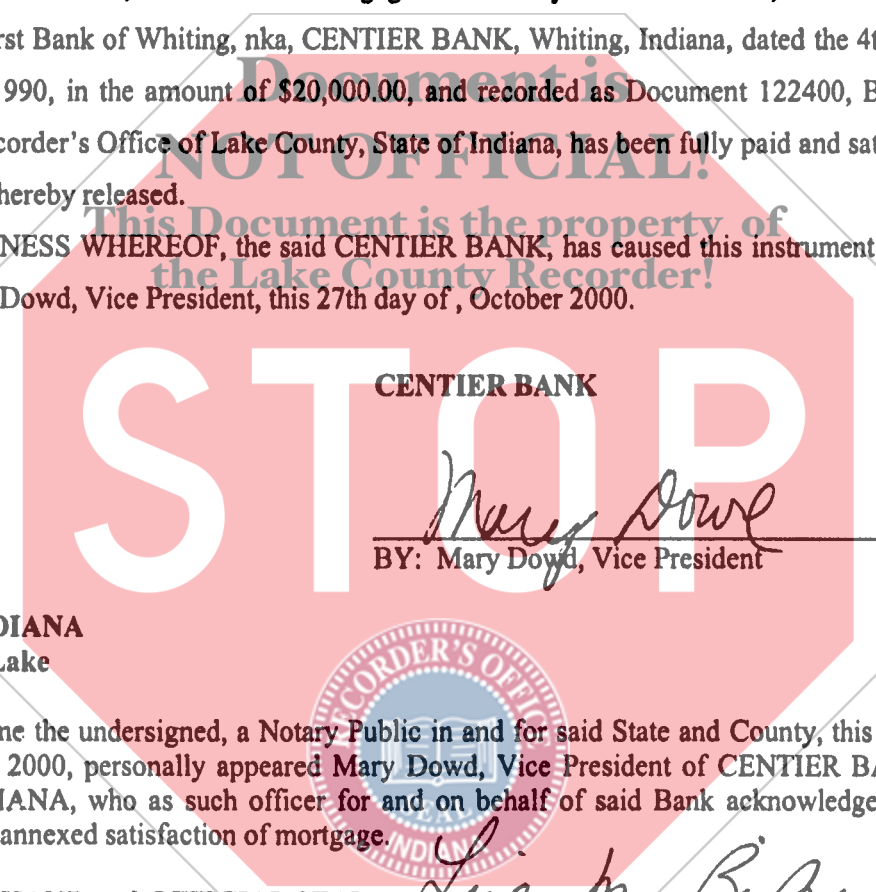 rst Bank of Whiting, nka, CENTIER BANK, Whiting, Indiana, dated the 4t
990, in the amount of $20,000.00, and recorded as Document 122400, B
corder's Office of Lake County, State of Indiana, has been fully paid and sat
hereby released.
NESS WHEREOF, the said CENTIER BANK, has caused this instrument
Dowd, Vice President, this 27th day of , October 2000.
Document is
NOT OFFICIAL!
This Document is the property of
the Lake County Recorder!
STOP
CENTIER BANK
Mary Dowd
BY: Mary Dowd, Vice President
DIANA
Lake
RECORDER'S OFFICE
SEAL
INDIANA
me the undersigned, a Notary Public in and for said State and County, this
2000, personally appeared Mary Dowd, Vice President of CENTIER BA
IANA, who as such officer for and on behalf of said Bank acknowledge
annexed satisfaction of mortgage.